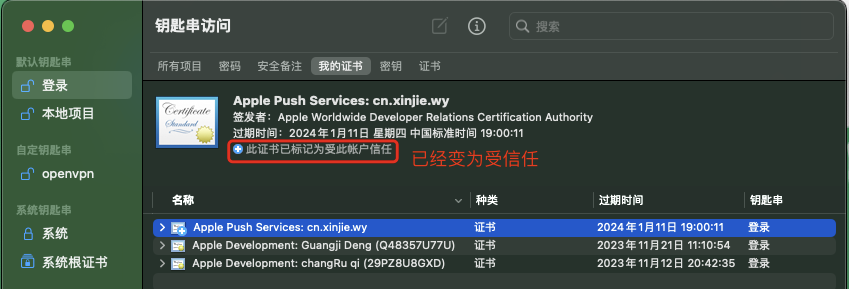 钥匙串访问
搜索
默认钥匙串
登录
本地项目
自定钥匙串
openvpn
系统钥匙串
系统
系统根证书
所有项目 密码 安全备注 我的证书 密钥 证书
Certificate
Standard
Apple Push Services: cn.xinjie.wy
签发者: Apple Worldwide Developer Relations Certification Authority
过期时间: 2024年1月11日 星期四 中国标准时间 19:00:11
此证书已标记为受此帐户信任
已经变为受信任
名称 种类 过期时间 钥匙串
Apple Push Services: cn.xinjie.wy 证书 2024年1月11日 19:00:11 登录
Apple Development: Guangji Deng (Q48357U77U) 证书 2023年11月21日 11:10:54 登录
Apple Development: changRu qi (29PZ8U8GXD) 证书 2023年11月12日 20:42:35 登录